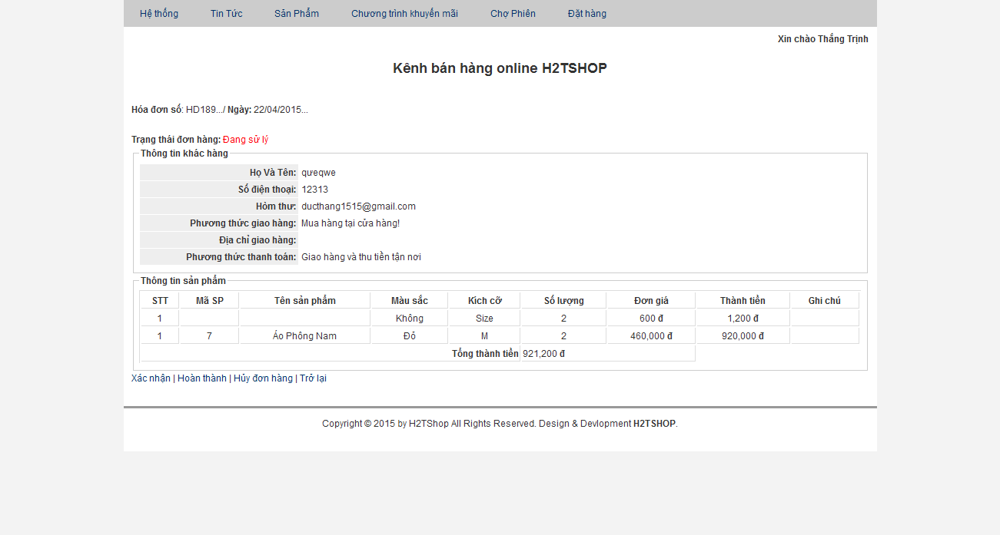 Hệ thống Tin Tức Sản Phẩm Chương trình khuyến mãi Chợ Phiên Đặt hàng
Xin chào Thắng Trịnh
Kênh bán hàng online H2TSHOP
Hóa đơn số: HD189.../ Ngày: 22/04/2015...
Trạng thái đơn hàng: Đang sử lý
Thông tin khác hàng
Họ Và Tên: qưeqwe
Số điện thoại: 12313
Hòm thư: ducthang1515@gmail.com
Phương thức giao hàng: Mua hàng tại cửa hàng!
Địa chỉ giao hàng:
Phương thức thanh toán: Giao hàng và thu tiền tận nơi
Thông tin sản phẩm
STT Mã SP Tên sản phẩm Màu sắc Kích cỡ Số lượng Đơn giá Thành tiền Ghi chú
1 Không Size 2 600 đ 1,200 đ
1 7 Áo Phông Nam Đỏ M 2 460,000 đ 920,000 đ
Tổng thành tiền 921,200 đ
Xác nhận | Hoàn thành | Hủy đơn hàng | Trở lại
Copyright © 2015 by H2TShop All Rights Reserved. Design & Devlopment H2TSHOP.